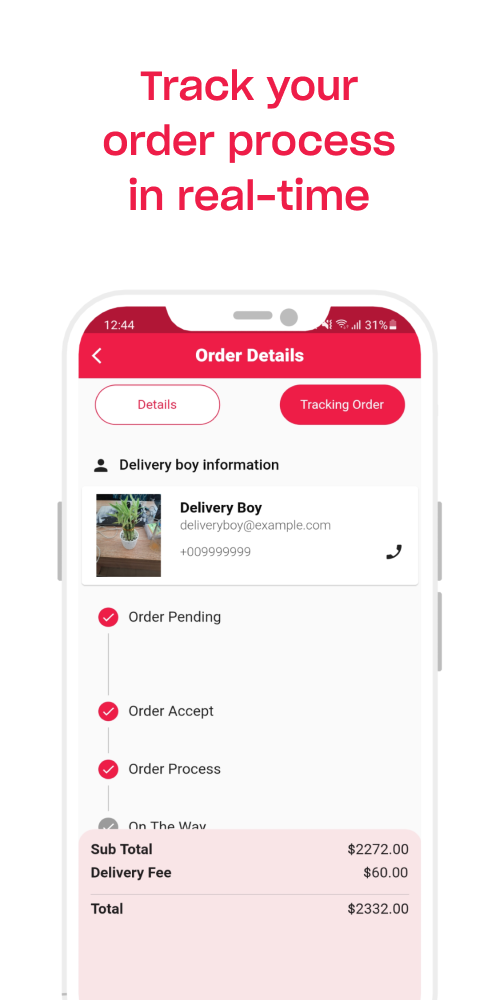 Track your
order process
in real-time
12:44
31%
Order Details
Details
Tracking Order
Delivery boy information
Delivery Boy
deliveryboy@example.com
+009999999
Order Pending
Order Accept
Order Process
On The Way
Sub Total $2272.00
Delivery Fee $60.00
Total $2332.00